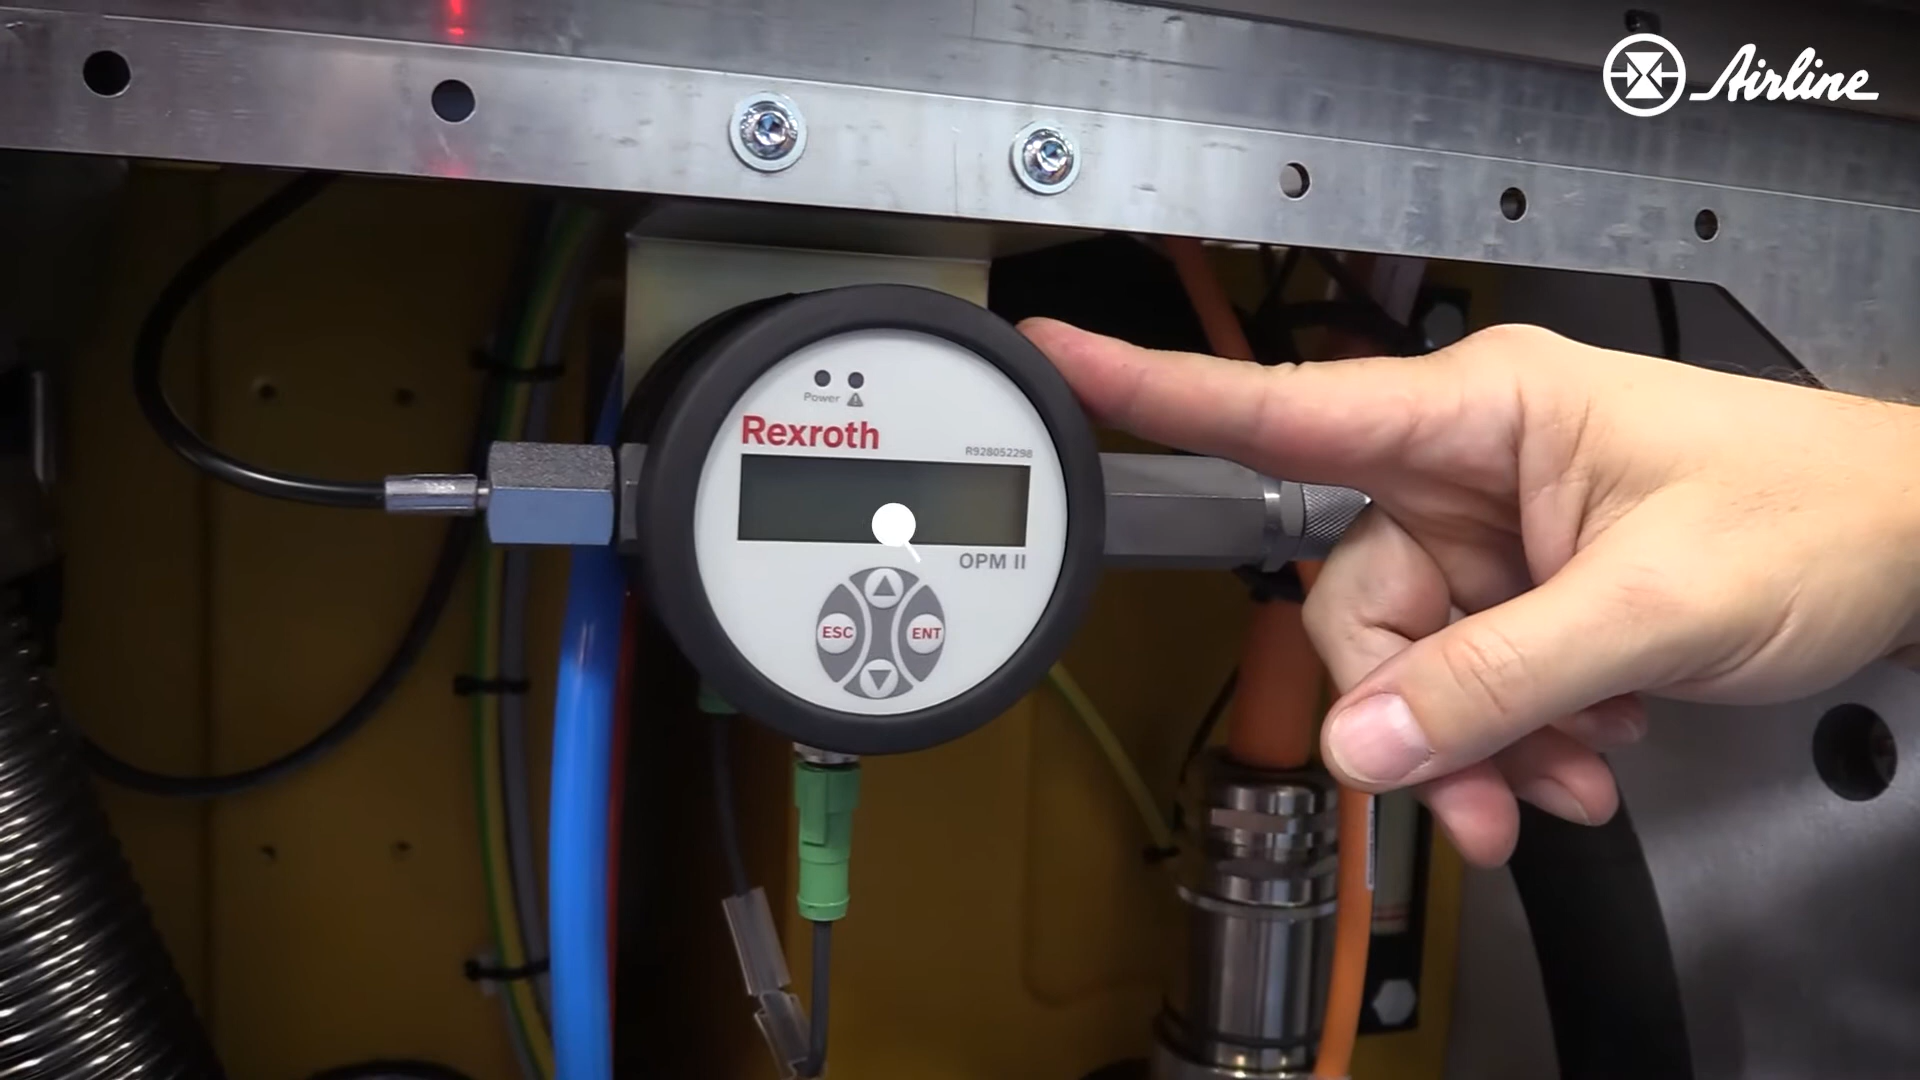 Airline
Power
Rexroth
R928052298
OPM II
ESC ENT